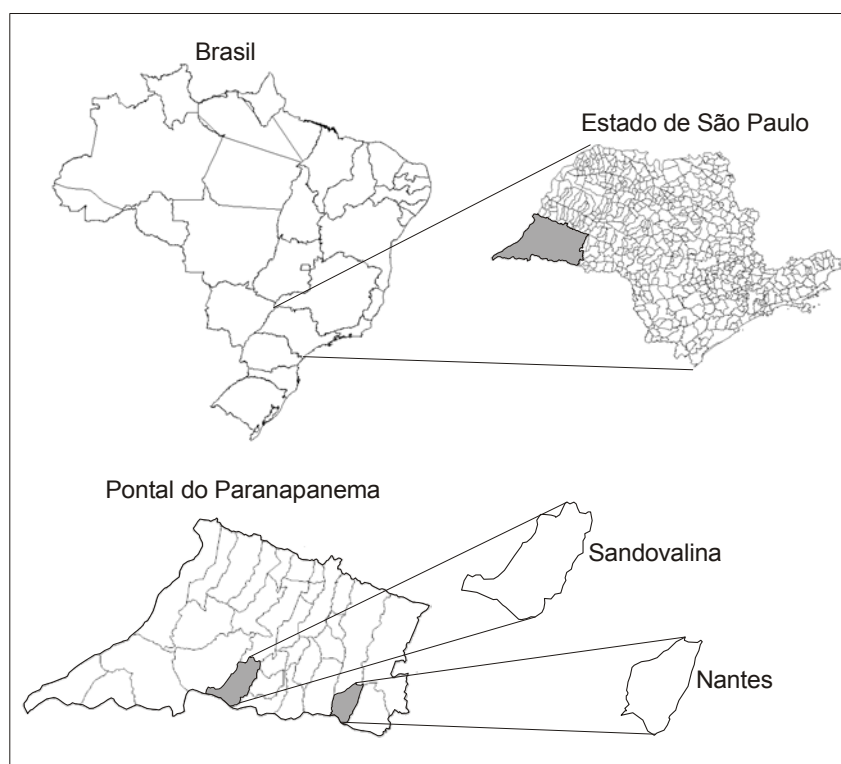 Brasil
Estado de São Paulo
Pontal do Paranapanema
Sandovalina
Nantes